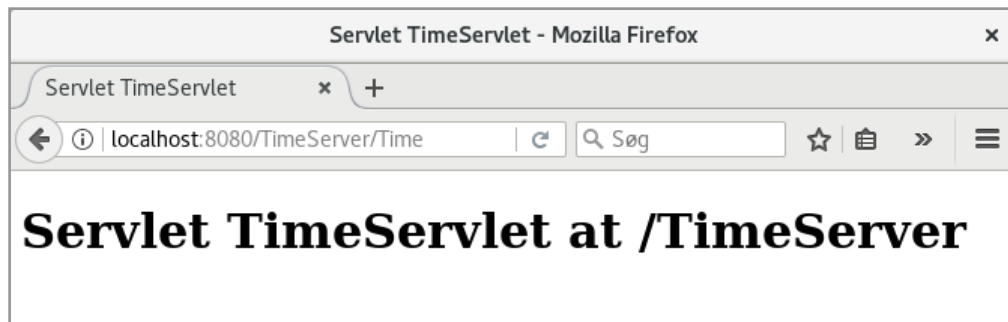 Servlet TimeServlet - Mozilla Firefox
Servlet TimeServlet
localhost:8080/TimeServer/Time
Søg
Servlet TimeServlet at /TimeServer